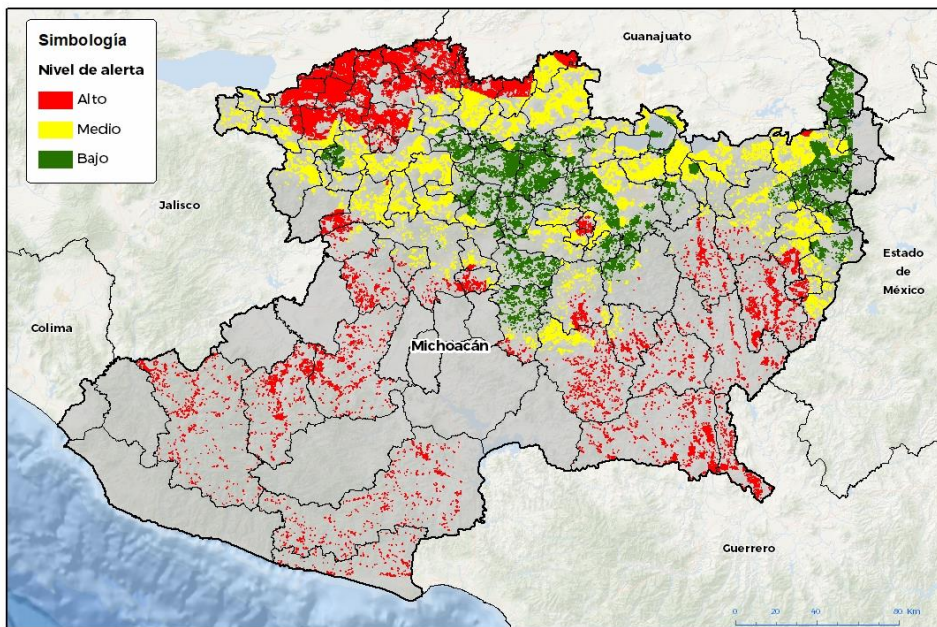 Simbología
Nivel de alerta
Alto
Medio
Bajo
Guanajuato
Jalisco
Estado
de
México
Colima
Michoacán
Guerrero
0 20 40 80 Km